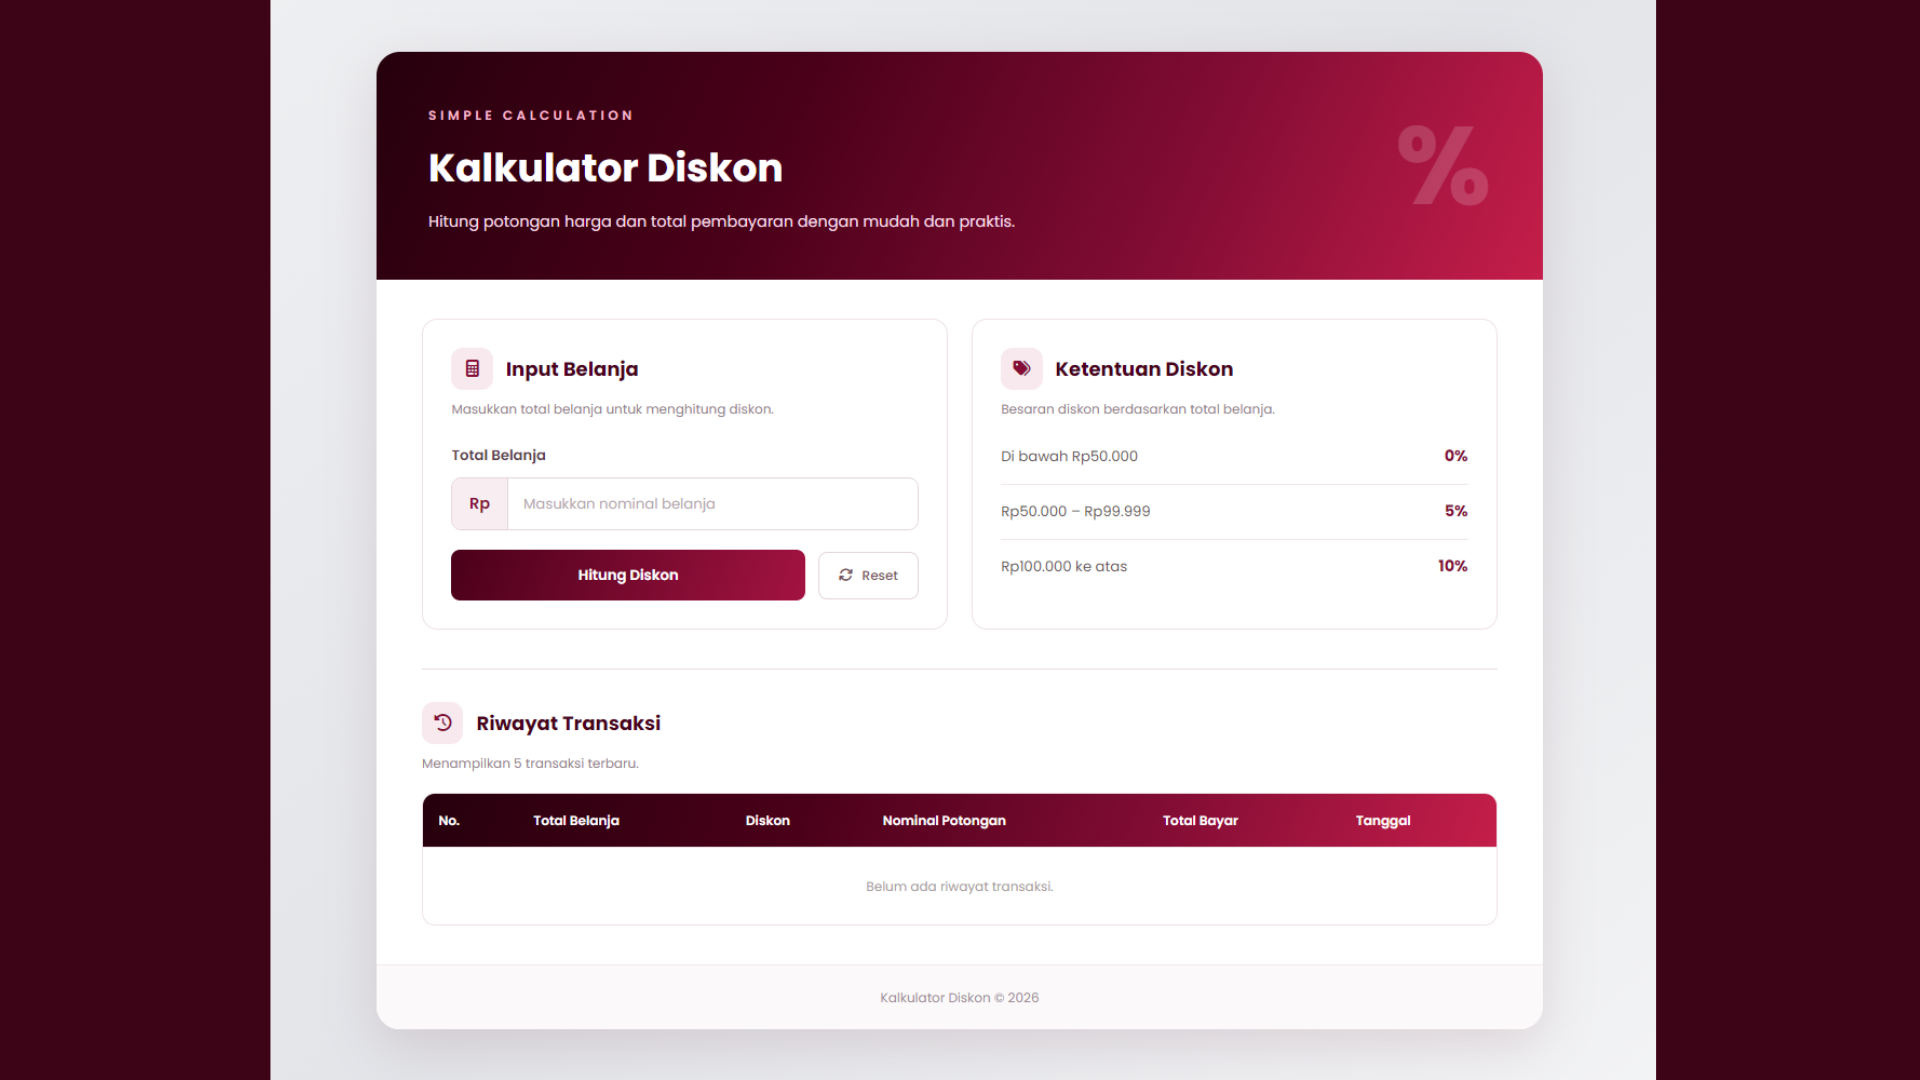 SIMPLE CALCULATION
Kalkulator Diskon
Hitung potongan harga dan total pembayaran dengan mudah dan praktis.
%
Input Belanja
Masukkan total belanja untuk menghitung diskon.
Total Belanja
Rp Masukkan nominal belanja
Hitung Diskon Reset
Ketentuan Diskon
Besaran diskon berdasarkan total belanja.
Di bawah Rp50.000 0%
Rp50.000 – Rp99.999 5%
Rp100.000 ke atas 10%
Riwayat Transaksi
Menampilkan 5 transaksi terbaru.
No. Total Belanja Diskon Nominal Potongan Total Bayar Tanggal
Belum ada riwayat transaksi.
Kalkulator Diskon © 2026